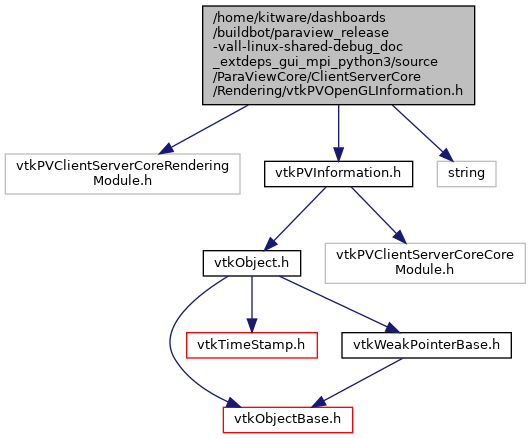 /home/kitware/dashboards
/buildbot/paraview_release
-vall-linux-shared-debug_doc
_extdeps_gui_mpi_python3/source
/ParaViewCore/ClientServerCore
/Rendering/vtkPVOpenGLInformation.h
vtkPVClientServerCoreRendering
Module.h
vtkPVInformation.h
string
vtkObject.h
vtkPVClientServerCoreCore
Module.h
vtkTimeStamp.h
vtkWeakPointerBase.h
vtkObjectBase.h